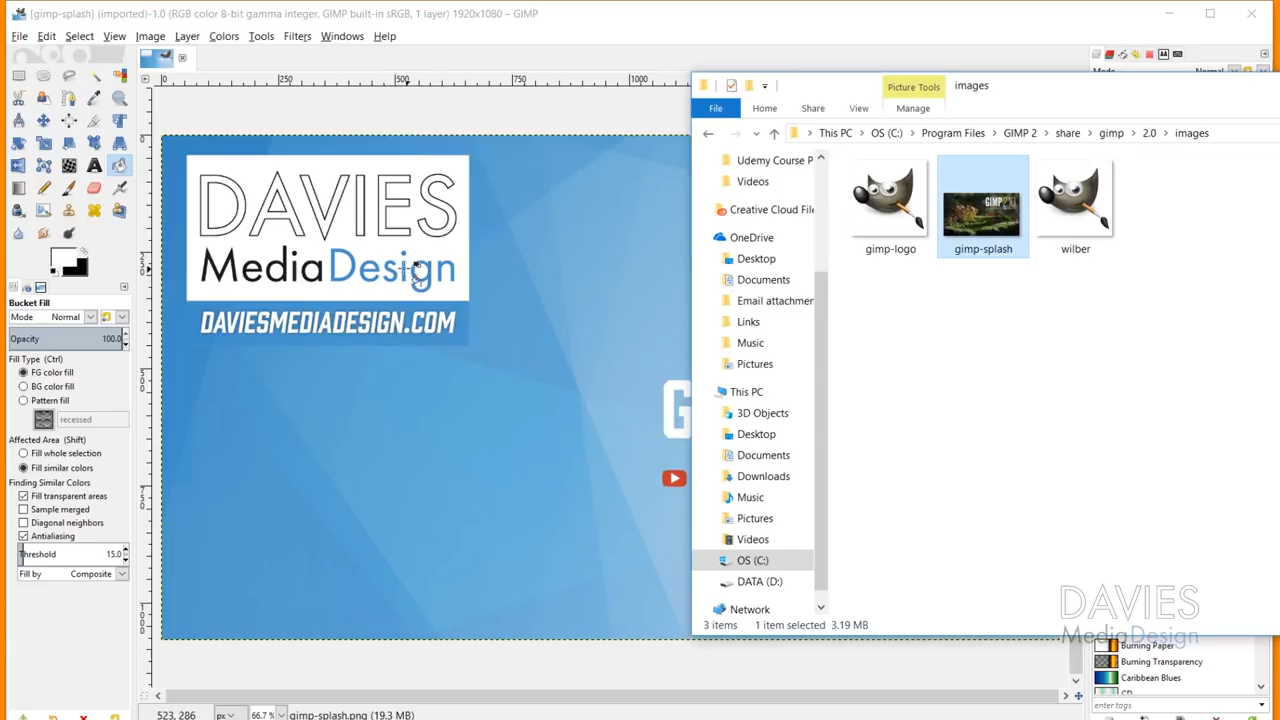 [gimp-splash] (imported)-1.0 (RGB color 8-bit gamma integer, GIMP built-in sRGB, 1 layer) 1920x1080 – GIMP
File Edit Select View Image Layer Colors Tools Filters Windows Help
0 250 500 750 1000
Mode Normal
DAVIES
MediaDesign
DAVIESMEDIADESIGN.COM
G
Bucket Fill
Mode Normal
Opacity 100.0
Fill Type (Ctrl)
FG color fill
BG color fill
Pattern fill
recessed
Affected Area (Shift)
Fill whole selection
Fill similar colors
Finding Similar Colors
Fill transparent areas
Sample merged
Diagonal neighbors
Antialiasing
Threshold 15.0
Fill by Composite
Picture Tools images
File Home Share View Manage
This PC OS (C:) Program Files GIMP 2 share gimp 2.0 images
Udemy Course P
Videos
Creative Cloud File
OneDrive
Desktop
Documents
Email attachmer
Links
Music
Pictures
This PC
3D Objects
Desktop
Documents
Downloads
Music
Pictures
Videos
OS (C:)
DATA (D:)
Network
gimp-logo gimp-splash wilber
3 items 1 item selected 3.19 MB
DAVIES
MediaDesign
Burning Paper
Burning Transparency
Caribbean Blues
CD
enter tags
523, 286 px 66.7 % gimp-splash.png (19.3 MB)